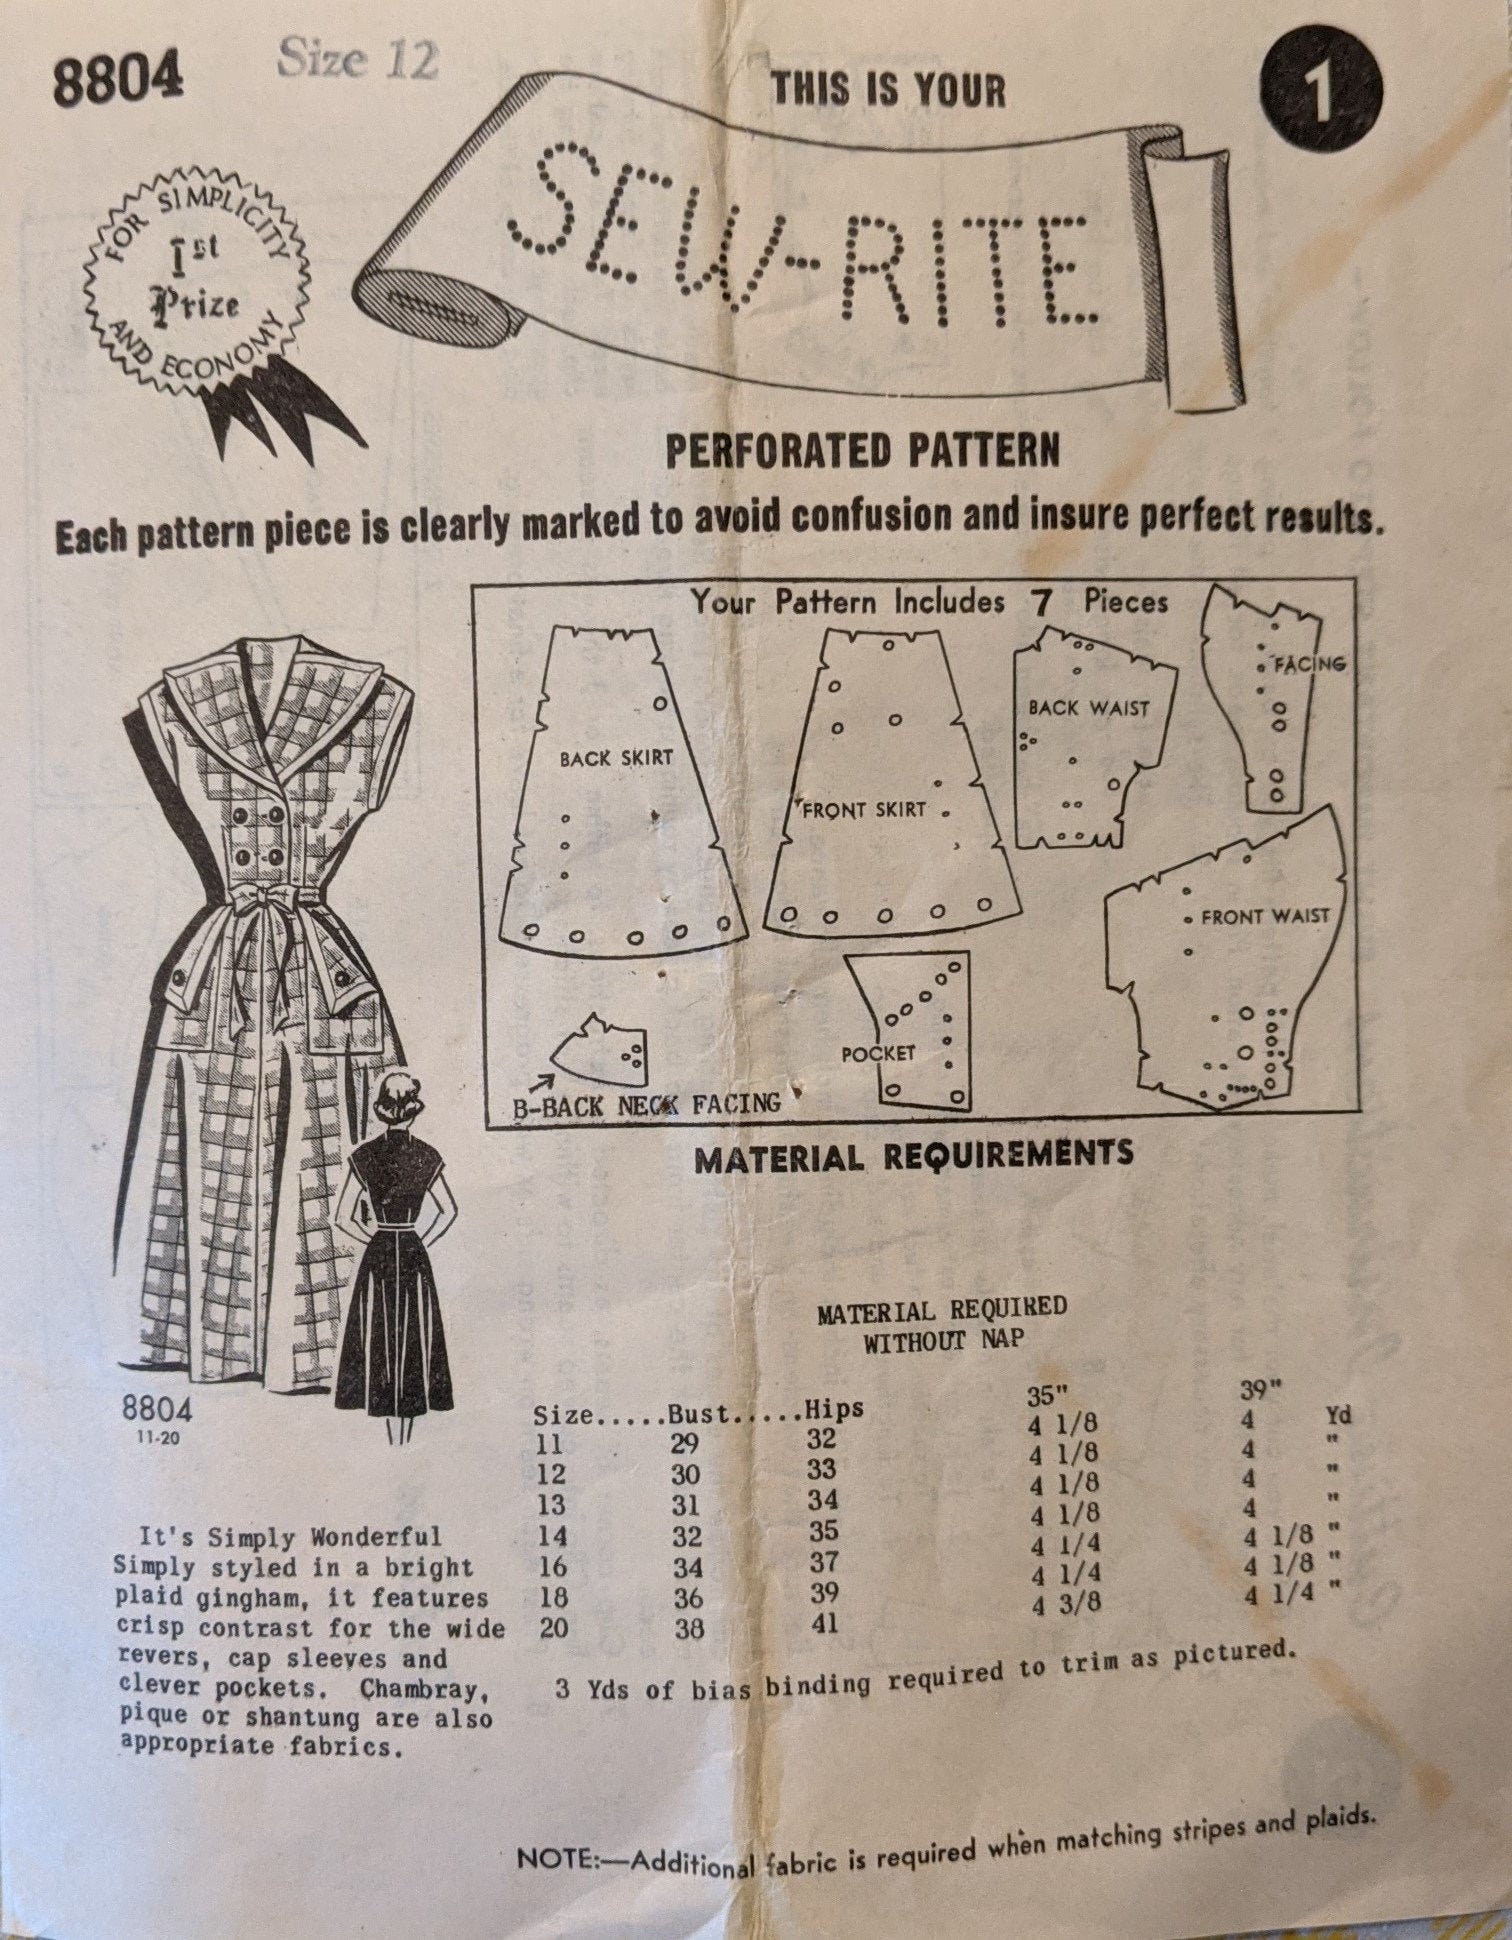 8804
Size 12
THIS IS YOUR
1
SEW-RITE
FOR SIMPLICITY
1st
Prize
AND ECONOMY
PERFORATED PATTERN
Each pattern piece is clearly marked to avoid confusion and insure perfect results.
Your Pattern Includes 7 Pieces
BACK SKIRT
FRONT SKIRT
BACK WAIST
FACING
FRONT WAIST
POCKET
B-BACK NECK FACING
MATERIAL REQUIREMENTS
MATERIAL REQUIRED
WITHOUT NAP
8804
11-20
Size.....Bust.....Hips 35" 39"
11 29 32 4 1/8 4 Yd
12 30 33 4 1/8 4 "
13 31 34 4 1/8 4 "
14 32 35 4 1/8 4 "
16 34 37 4 1/4 4 1/8 "
18 36 39 4 1/4 4 1/8 "
20 38 41 4 3/8 4 1/4 "
3 Yds of bias binding required to trim as pictured.
It's Simply Wonderful
Simply styled in a bright
plaid gingham, it features
crisp contrast for the wide
revers, cap sleeves and
clever pockets. Chambray,
pique or shantung are also
appropriate fabrics.
NOTE:—Additional fabric is required when matching stripes and plaids.